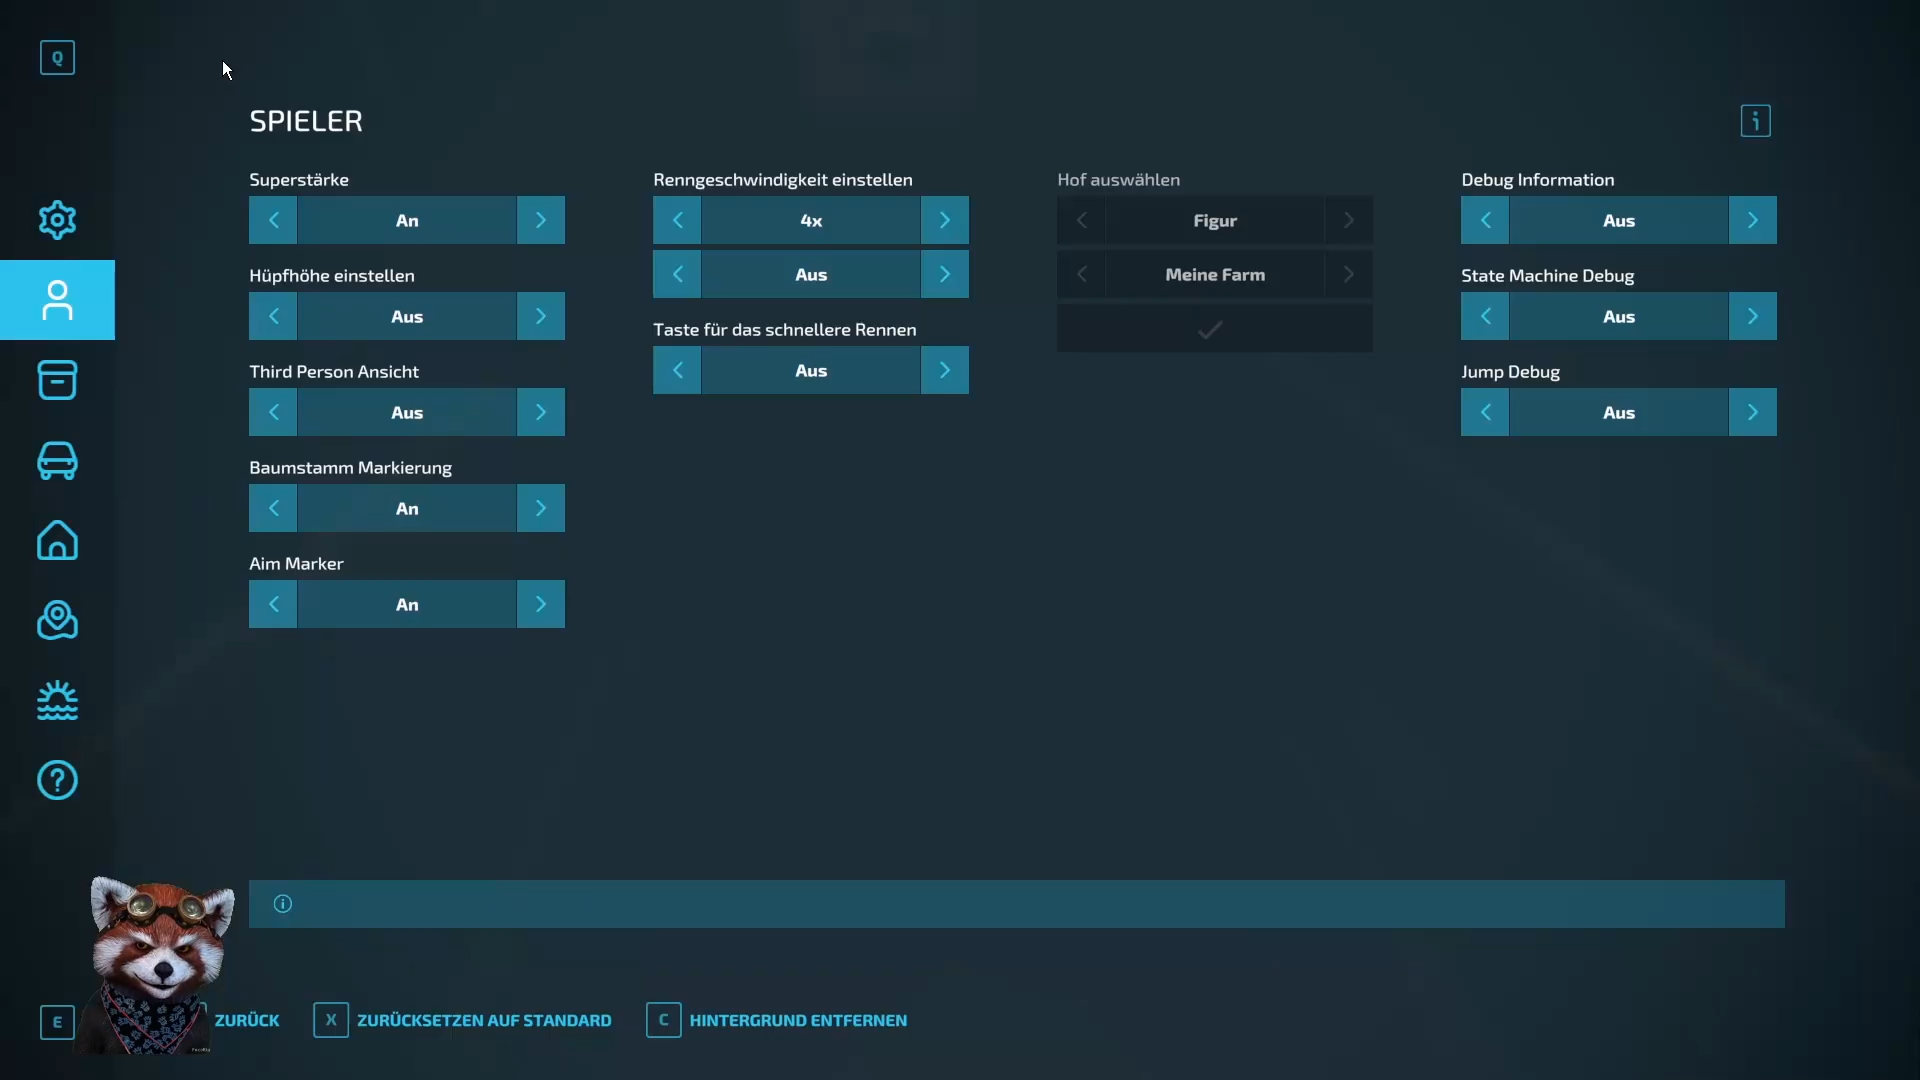 Q
SPIELER
Superstärke
An
Hüpfhöhe einstellen
Aus
Third Person Ansicht
Aus
Baumstamm Markierung
An
Aim Marker
An
Renngeschwindigkeit einstellen
4x
Aus
Taste für das schnellere Rennen
Aus
Hof auswählen
Figur
Meine Farm
Debug Information
Aus
State Machine Debug
Aus
Jump Debug
Aus
E ZURÜCK X ZURÜCKSETZEN AUF STANDARD C HINTERGRUND ENTFERNEN